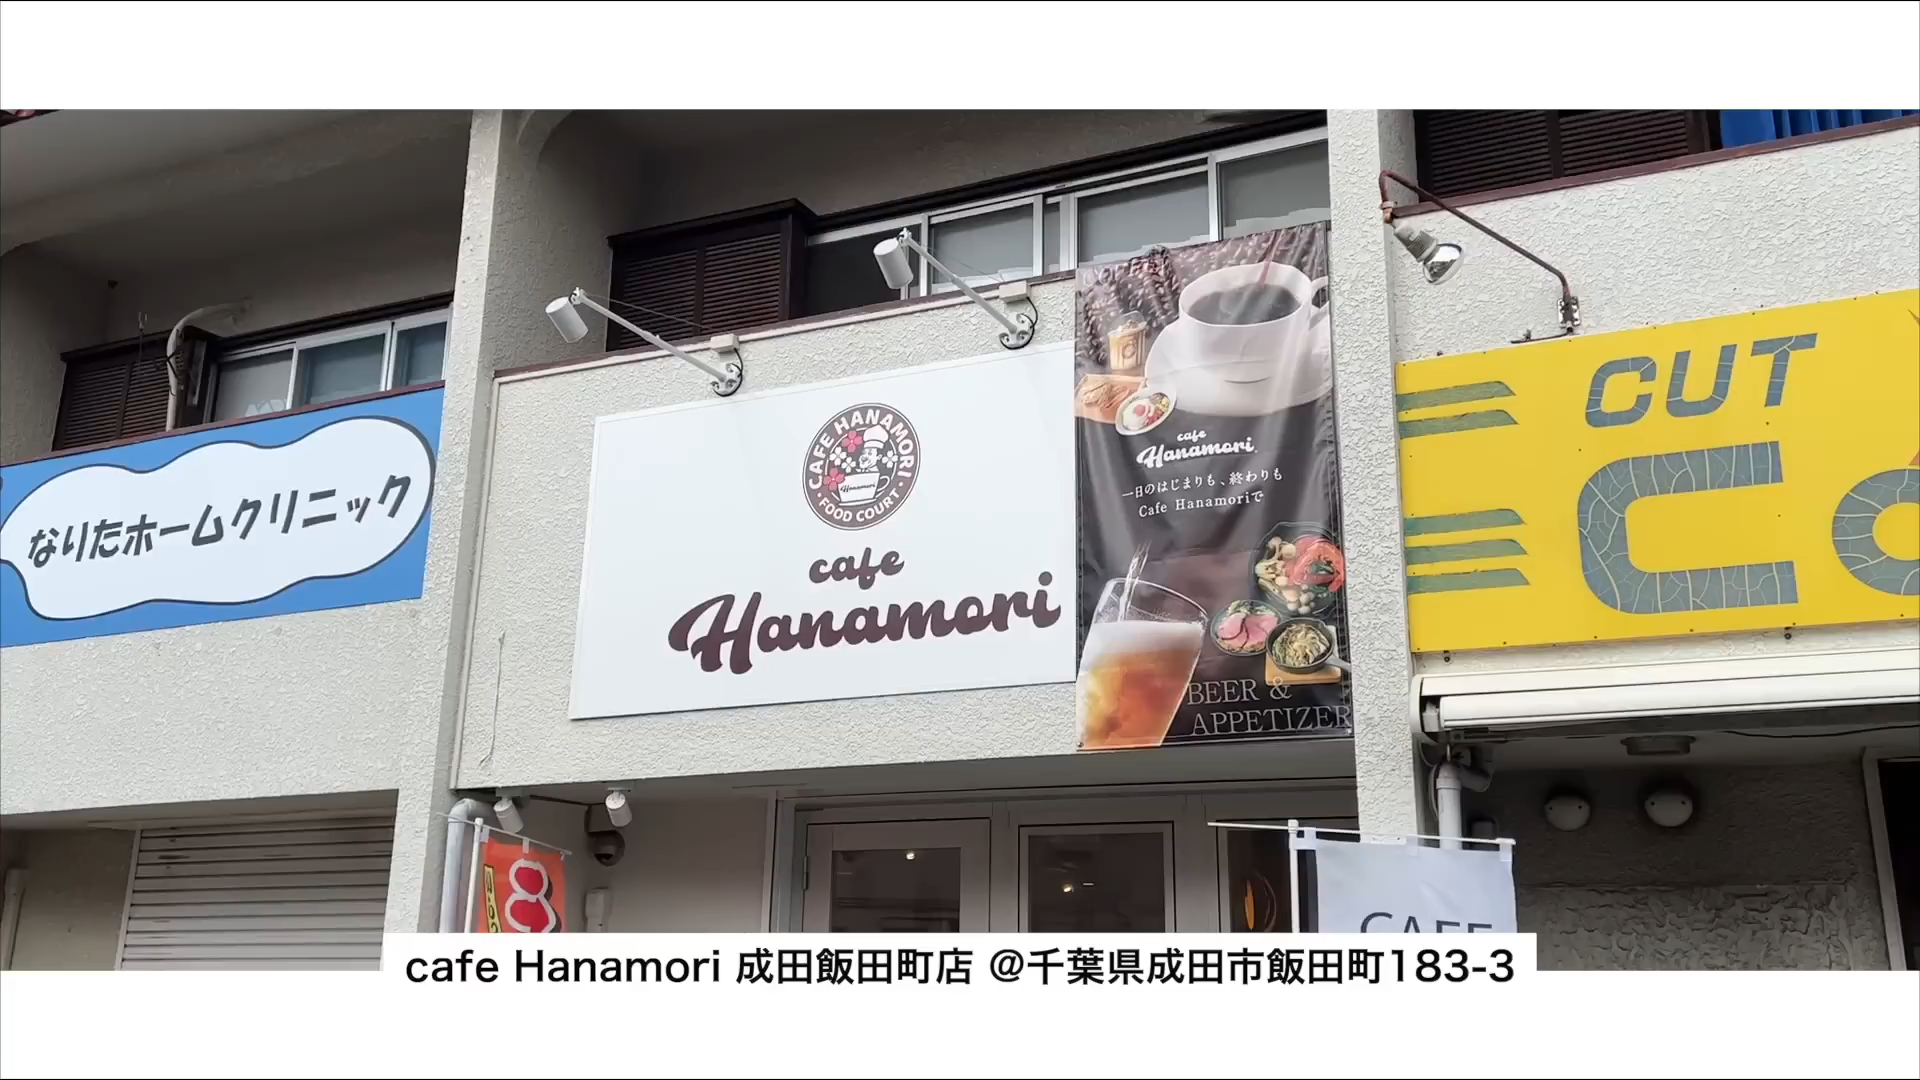 なりたホームクリニック
CAFE HANAMORI
Hanamori
FOOD COURT
cafe
Hanamori
cafe
Hanamori
一日のはじまりも、終わりも
Cafe Hanamoriで
BEER &
APPETIZER
CUT
CAFE
cafe Hanamori 成田飯田町店 @千葉県成田市飯田町183-3